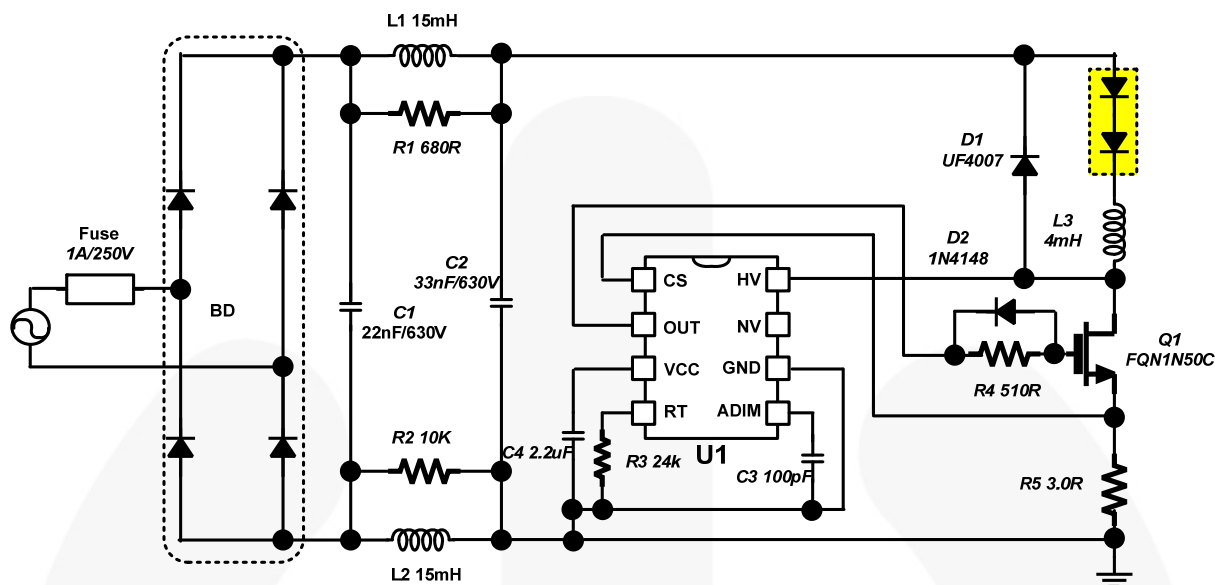 L1 15mH
R1 680R
D1
UF4007
Fuse
1A/250V
L3
4mH
D2
1N4148
C2
33nF/630V
CS
HV
BD
C1
22nF/630V
OUT
NV
Q1
FQN1N50C
VCC
GND
R4 510R
RT
ADIM
R2 10K
C4 2.2uF
R3 24k
U1
C3 100pF
R5 3.0R
L2 15mH